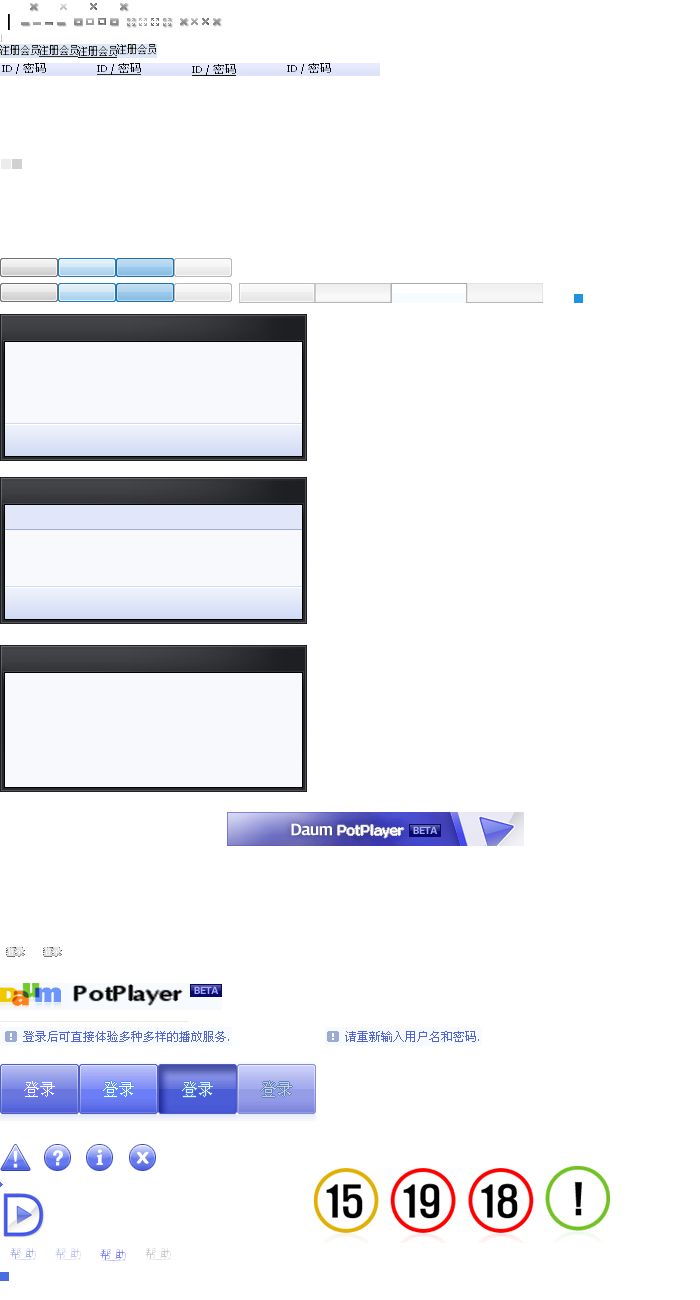 注册会员 注册会员 注册会员 注册会员
ID / 密码 ID / 密码 ID / 密码 ID / 密码
Daum PotPlayer BETA
登录 登录
Daum PotPlayer BETA
登录后可直接体验多种多样的播放服务.
请重新输入用户名和密码.
登录 登录 登录 登录
15 19 18 !
帮助 帮助 帮助 帮助